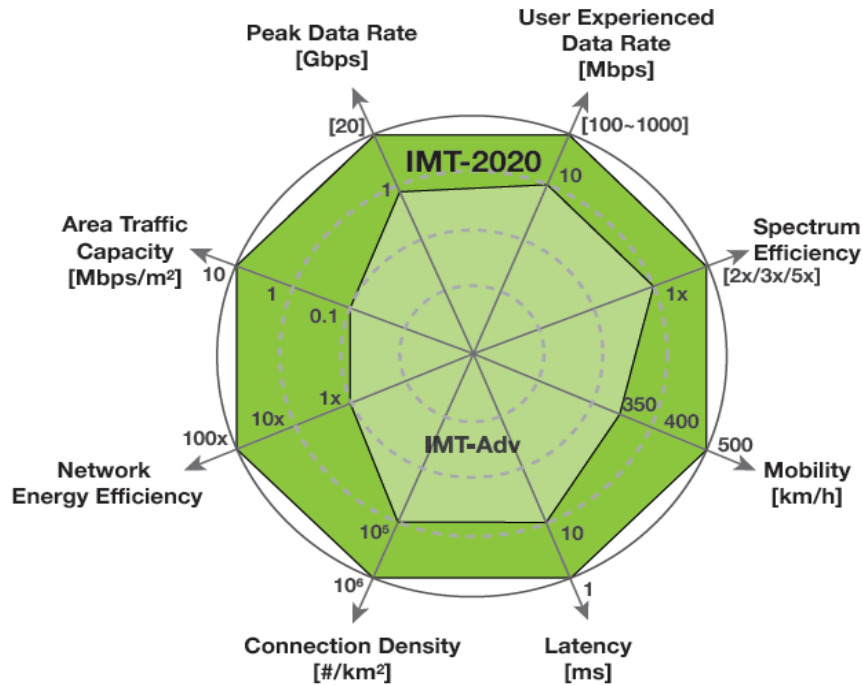 Peak Data Rate
[Gbps]
User Experienced
Data Rate
[Mbps]
[20]
[100~1000]
IMT-2020
1
10
Area Traffic
Capacity
[Mbps/m²]
Spectrum
Efficiency
[2x/3x/5x]
10
1
0.1
1x
1x
10x
100x
350
400
500
Network
Energy Efficiency
IMT-Adv
Mobility
[km/h]
10⁵
10
10⁶
1
Connection Density
[#/km²]
Latency
[ms]